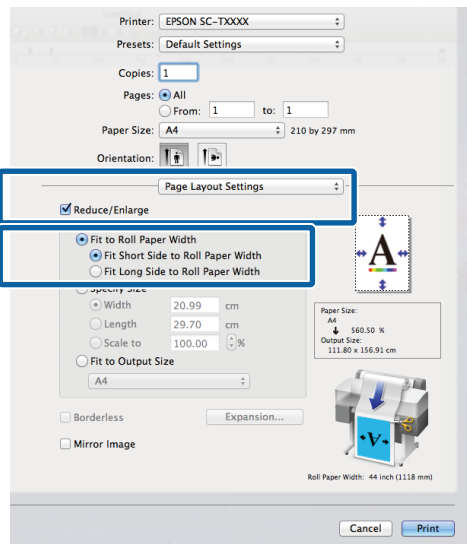 Printer: EPSON SC-TXXXX
Presets: Default Settings
Copies: 1
Pages: All
From: 1 to: 1
Paper Size: A4 210 by 297 mm
Orientation:
Page Layout Settings
Reduce/Enlarge
Fit to Roll Paper Width
Fit Short Side to Roll Paper Width
Fit Long Side to Roll Paper Width
Specify Size
Width 20.99 cm
Length 29.70 cm
Scale to 100.00 %
Fit to Output Size
A4
Borderless Expansion...
Mirror Image
A
Paper Size:
A4
560.50 %
Output Size:
111.80 x 156.91 cm
A
Roll Paper Width: 44 inch (1118 mm)
Cancel Print